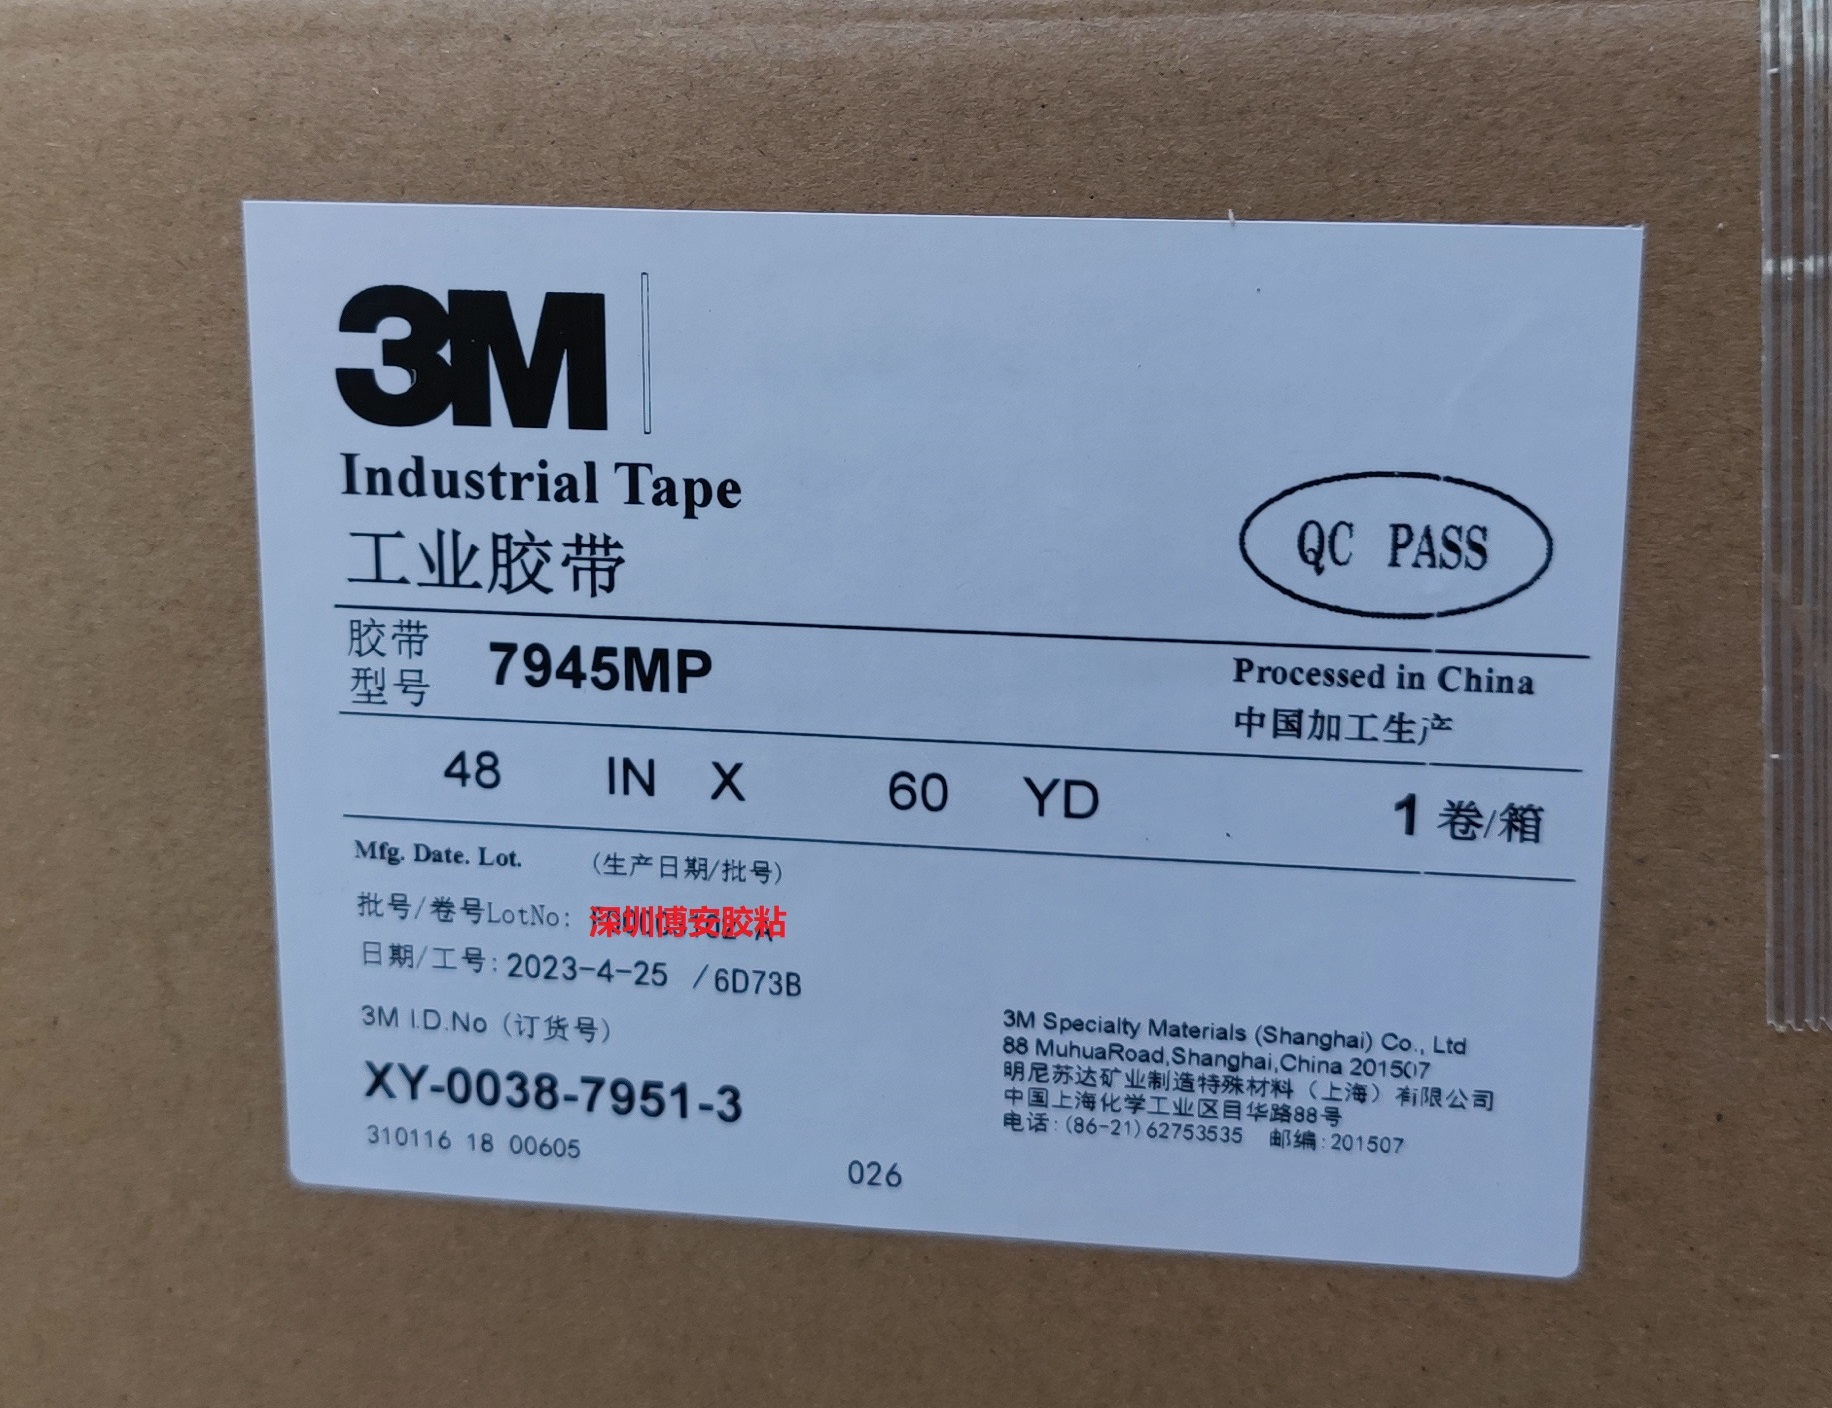 3M
Industrial Tape
工业胶带
QC PASS
胶带
型号
7945MP
Processed in China
中国加工生产
48 IN X 60 YD 1 卷/箱
Mfg. Date. Lot. (生产日期/批号)
批号/卷号LotNo:
深圳博安胶粘
日期/工号: 2023-4-25 /6D73B
3M I.D.No (订货号)
XY-0038-7951-3
310116 18 00605
026
3M Specialty Materials (Shanghai) Co., Ltd
88 MuhuaRoad,Shanghai,China 201507
明尼苏达矿业制造特殊材料（上海）有限公司
中国上海化学工业区目华路88号
电话:(86-21)62753535 邮编:201507